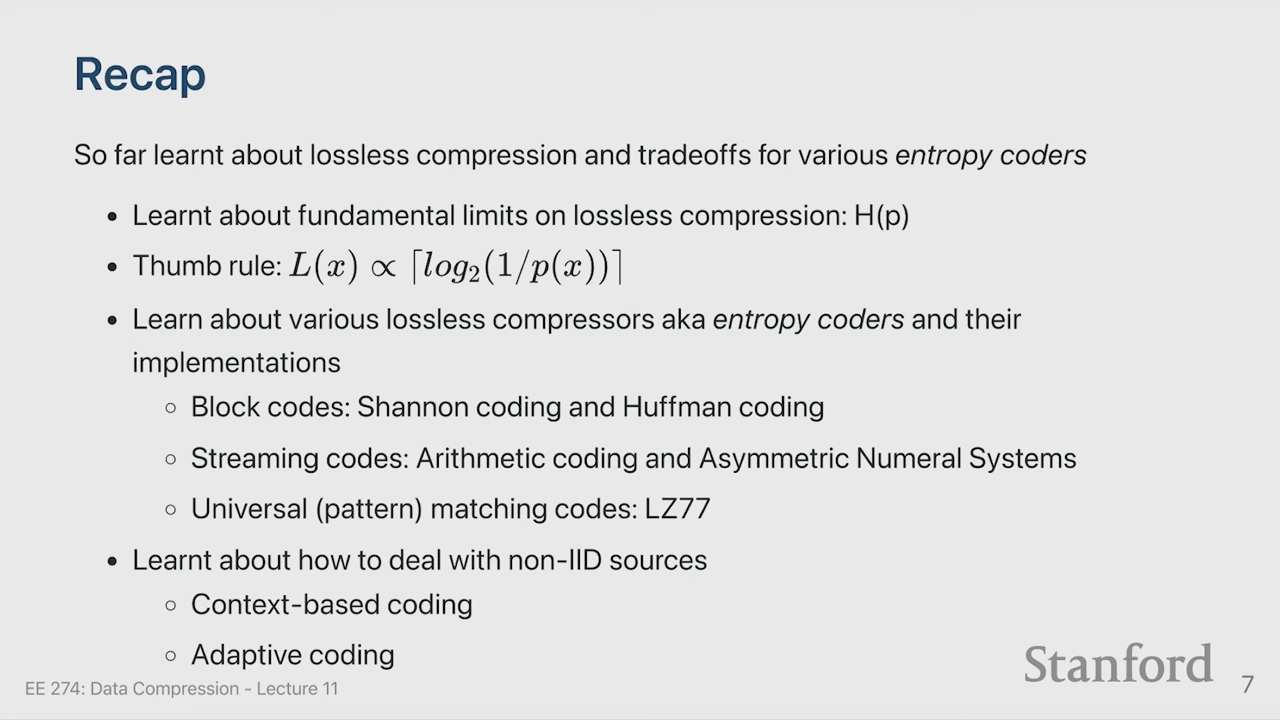 Recap
So far learnt about lossless compression and tradeoffs for various entropy coders
• Learnt about fundamental limits on lossless compression: H(p)
• Thumb rule: L(x) ∝ ⌈log₂(1/p(x))⌉
• Learn about various lossless compressors aka entropy coders and their
implementations
◦ Block codes: Shannon coding and Huffman coding
◦ Streaming codes: Arithmetic coding and Asymmetric Numeral Systems
◦ Universal (pattern) matching codes: LZ77
• Learnt about how to deal with non-IID sources
◦ Context-based coding
◦ Adaptive coding
EE 274: Data Compression - Lecture 11
Stanford
7